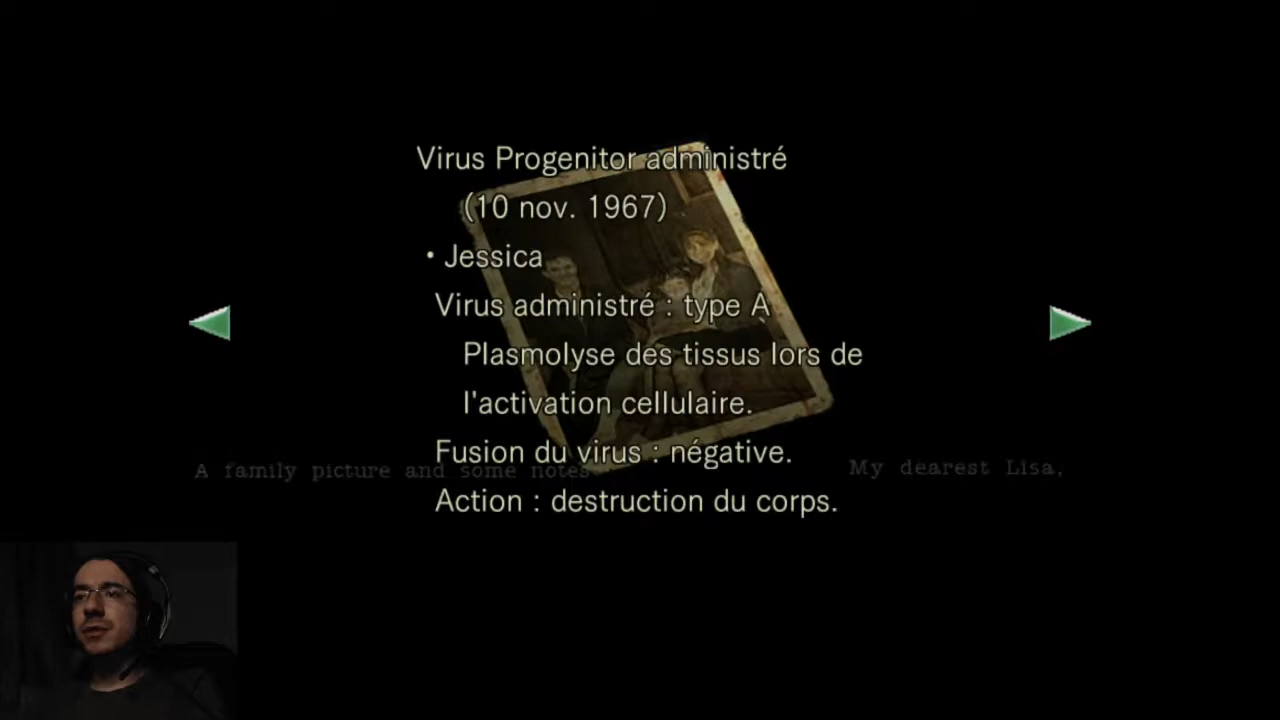 Virus Progenitor administré
(10 nov. 1967)
• Jessica
Virus administré : type A
Plasmolyse des tissus lors de
l'activation cellulaire.
Fusion du virus : négative.
A family picture and some notes
My dearest Lisa,
Action : destruction du corps.